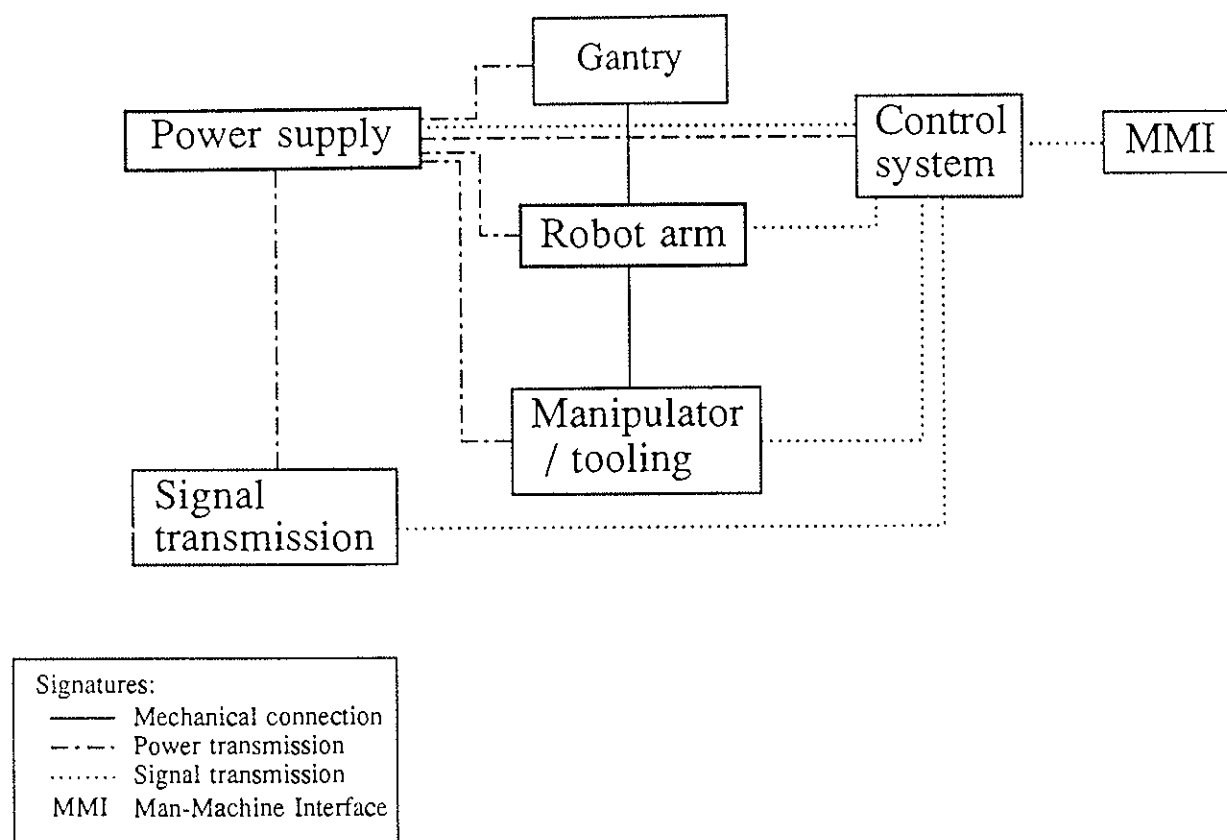 Gantry
Power supply
Control
system
MMI
Robot arm
Manipulator
/ tooling
Signal
transmission
Signatures:
Mechanical connection
Power transmission
Signal transmission
MMI Man-Machine Interface